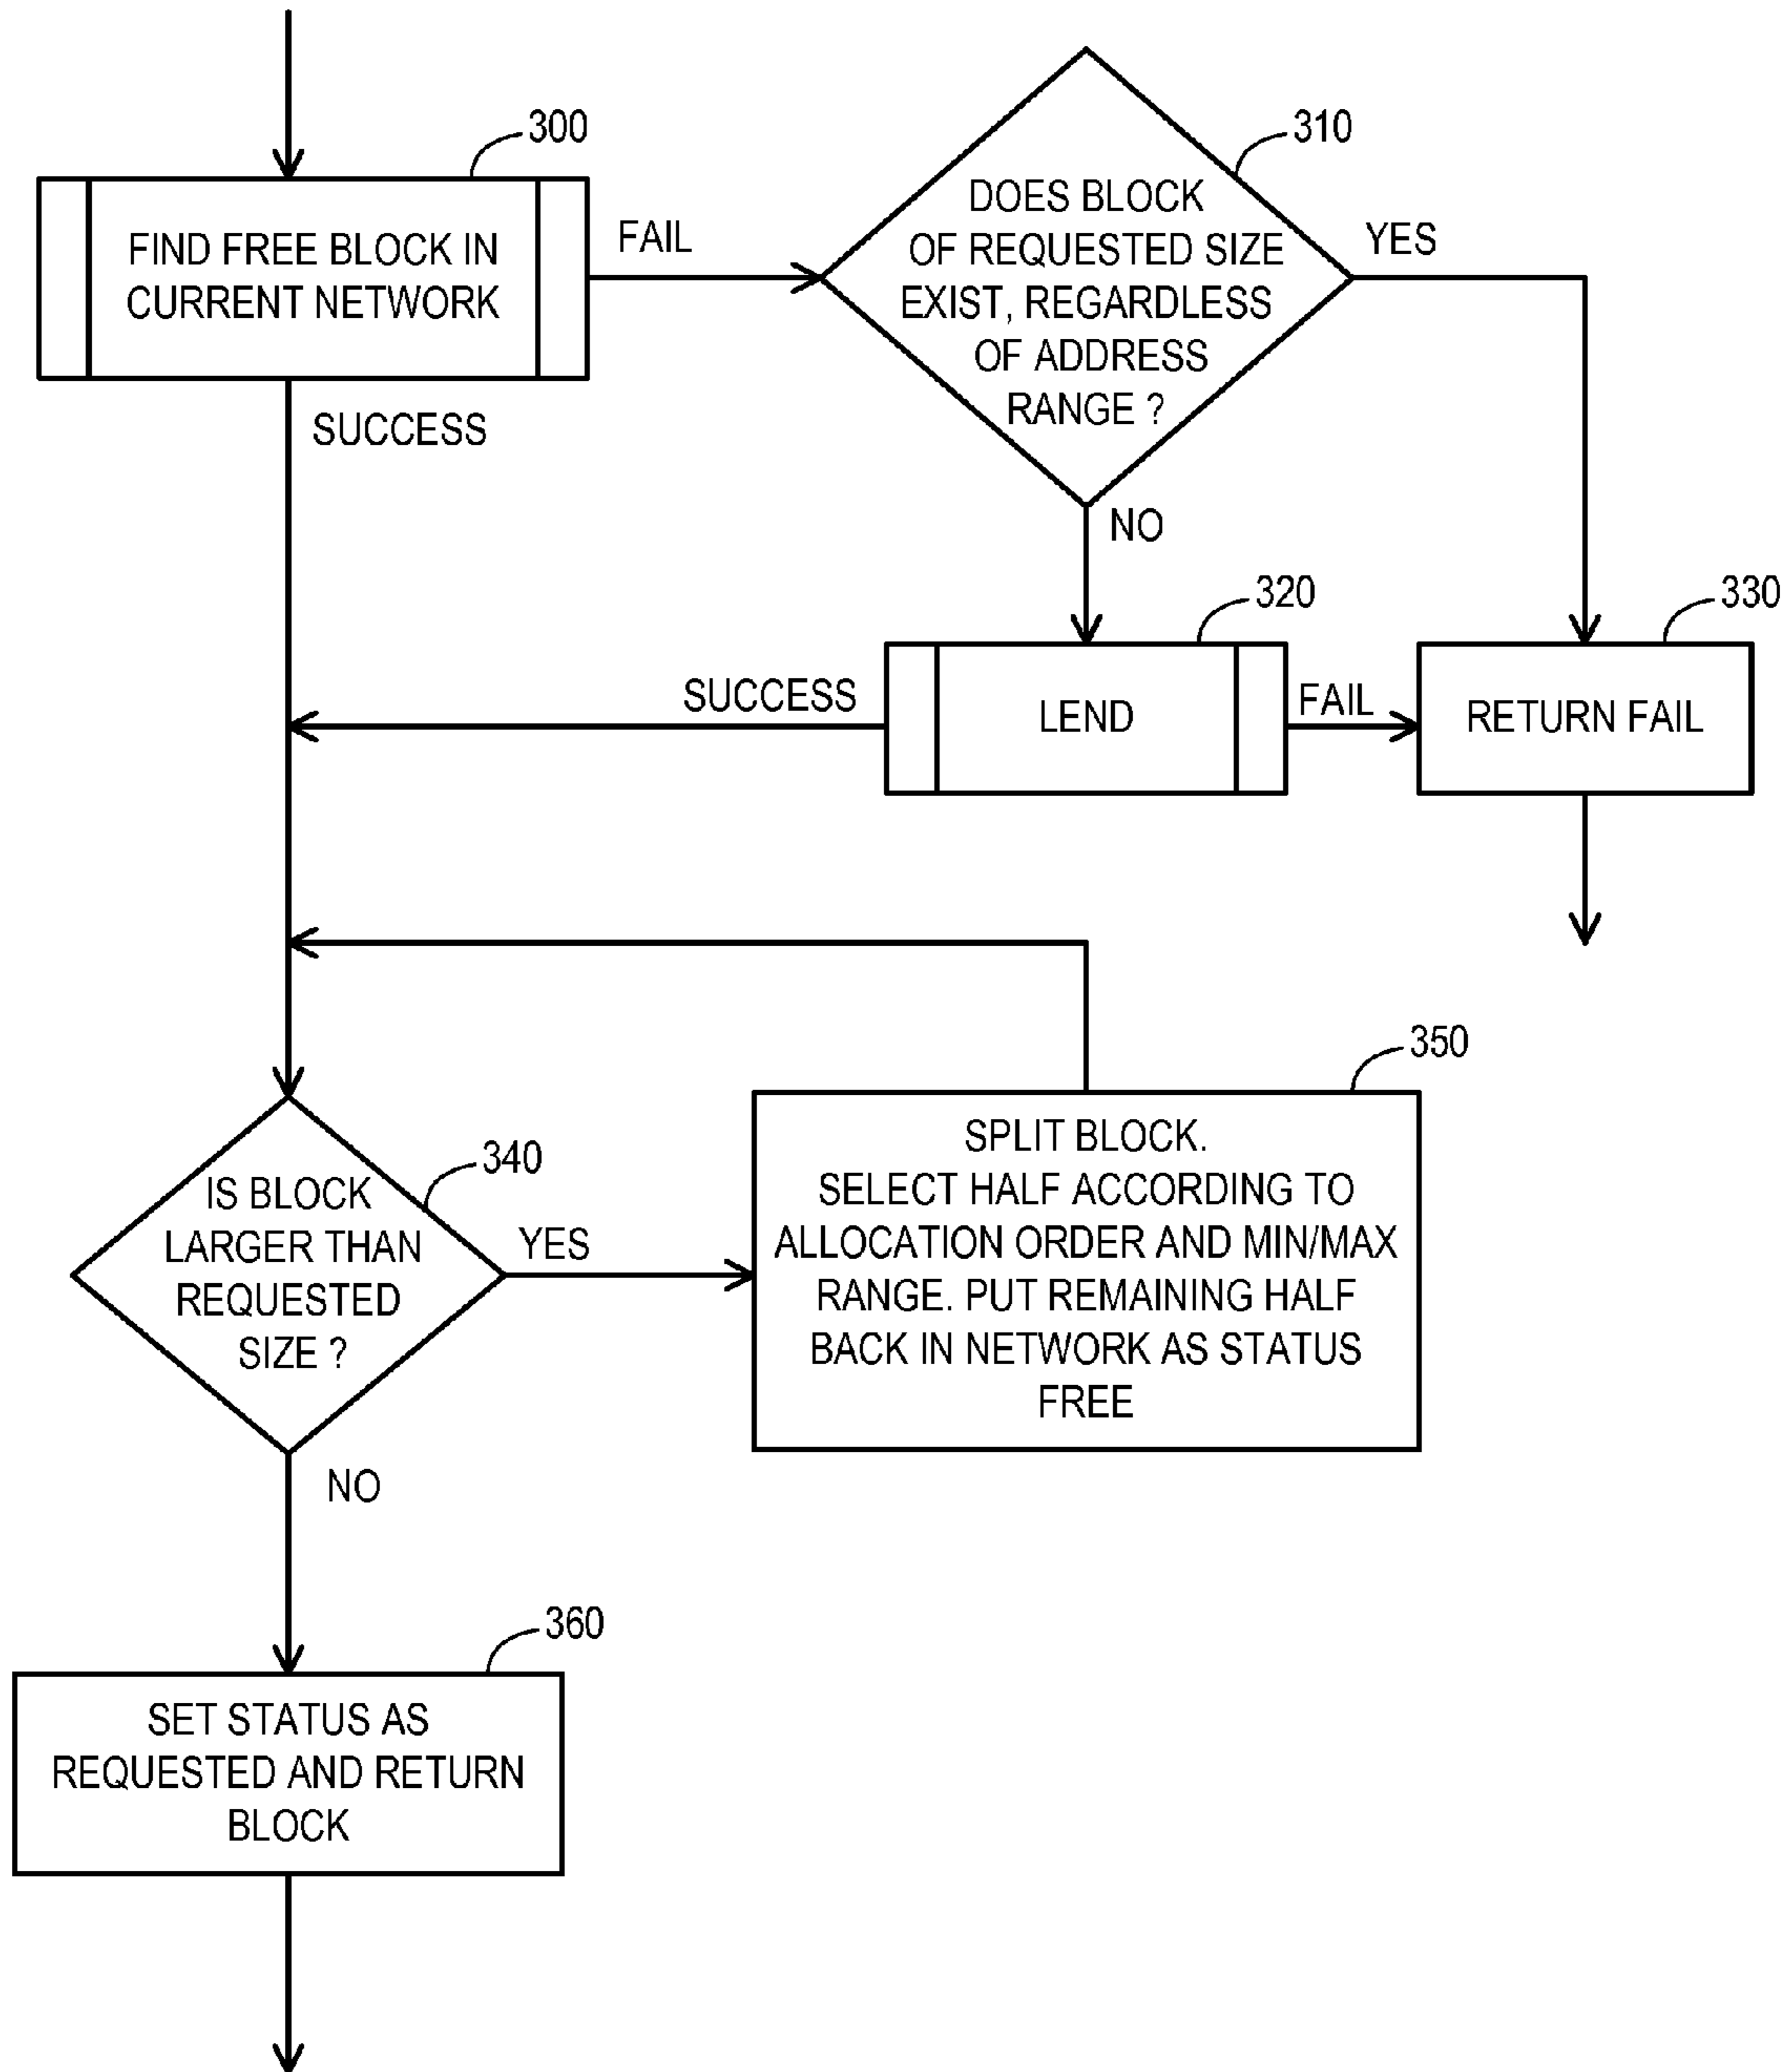 300
FIND FREE BLOCK IN
CURRENT NETWORK
FAIL
SUCCESS
310
DOES BLOCK
OF REQUESTED SIZE
EXIST, REGARDLESS
OF ADDRESS
RANGE ?
YES
NO
320
LEND
SUCCESS
FAIL
330
RETURN FAIL
340
IS BLOCK
LARGER THAN
REQUESTED
SIZE ?
YES
NO
350
SPLIT BLOCK.
SELECT HALF ACCORDING TO
ALLOCATION ORDER AND MIN/MAX
RANGE. PUT REMAINING HALF
BACK IN NETWORK AS STATUS
FREE
360
SET STATUS AS
REQUESTED AND RETURN
BLOCK